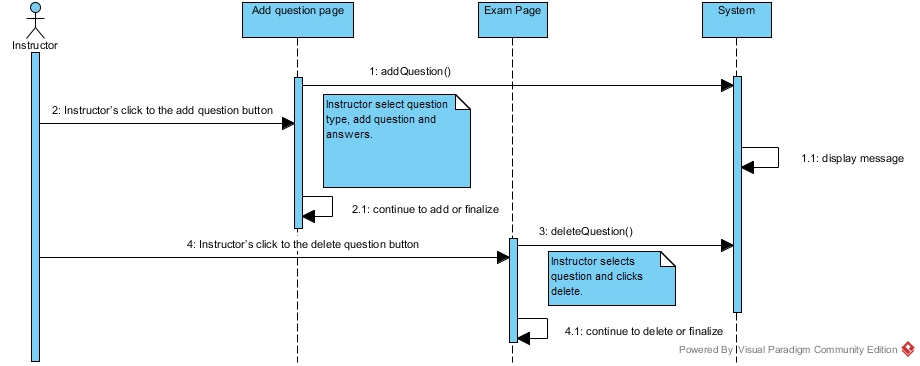 Add question page
Exam Page
System
Instructor
1: addQuestion()
2: Instructor's click to the add question button
Instructor select question
type, add question and
answers.
1.1: display message
2.1: continue to add or finalize
3: deleteQuestion()
4: Instructor's click to the delete question button
Instructor selects
question and clicks
delete.
4.1: continue to delete or finalize
Powered By Visual Paradigm Community Edition